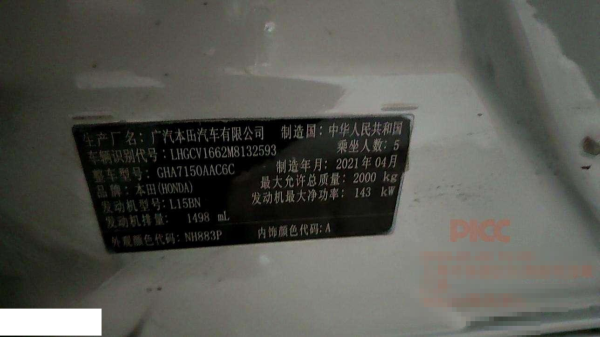 生产厂名：广汽本田汽车有限公司 制造国：中华人民共和国
车辆识别代号：LHGCV1662M8132593 乘坐人数：5
整车型号：GHA7150AAC6C 制造年月：2021年04月
品牌：本田(HONDA) 最大允许总质量：2000 kg
发动机型号：L15BN 发动机最大净功率：143 kW
发动机排量：1498 mL
外观颜色代码：NH883P 内饰颜色代码：A
PICC